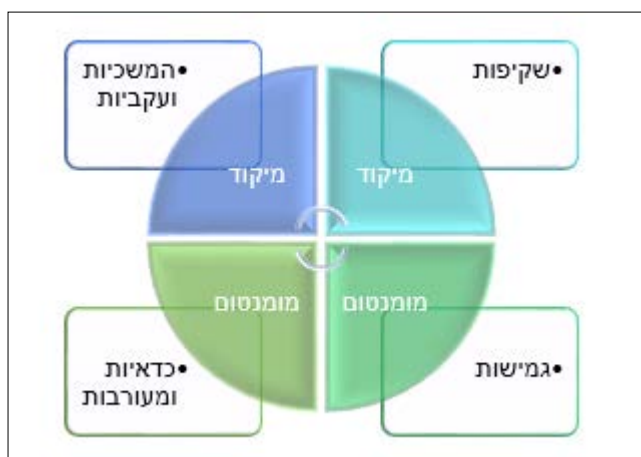 •שקיפות
•המשכיות
ועקביות
מיקוד
מיקוד
מומנטום
מומנטום
•גמישות
•כדאיות
ומעורבות